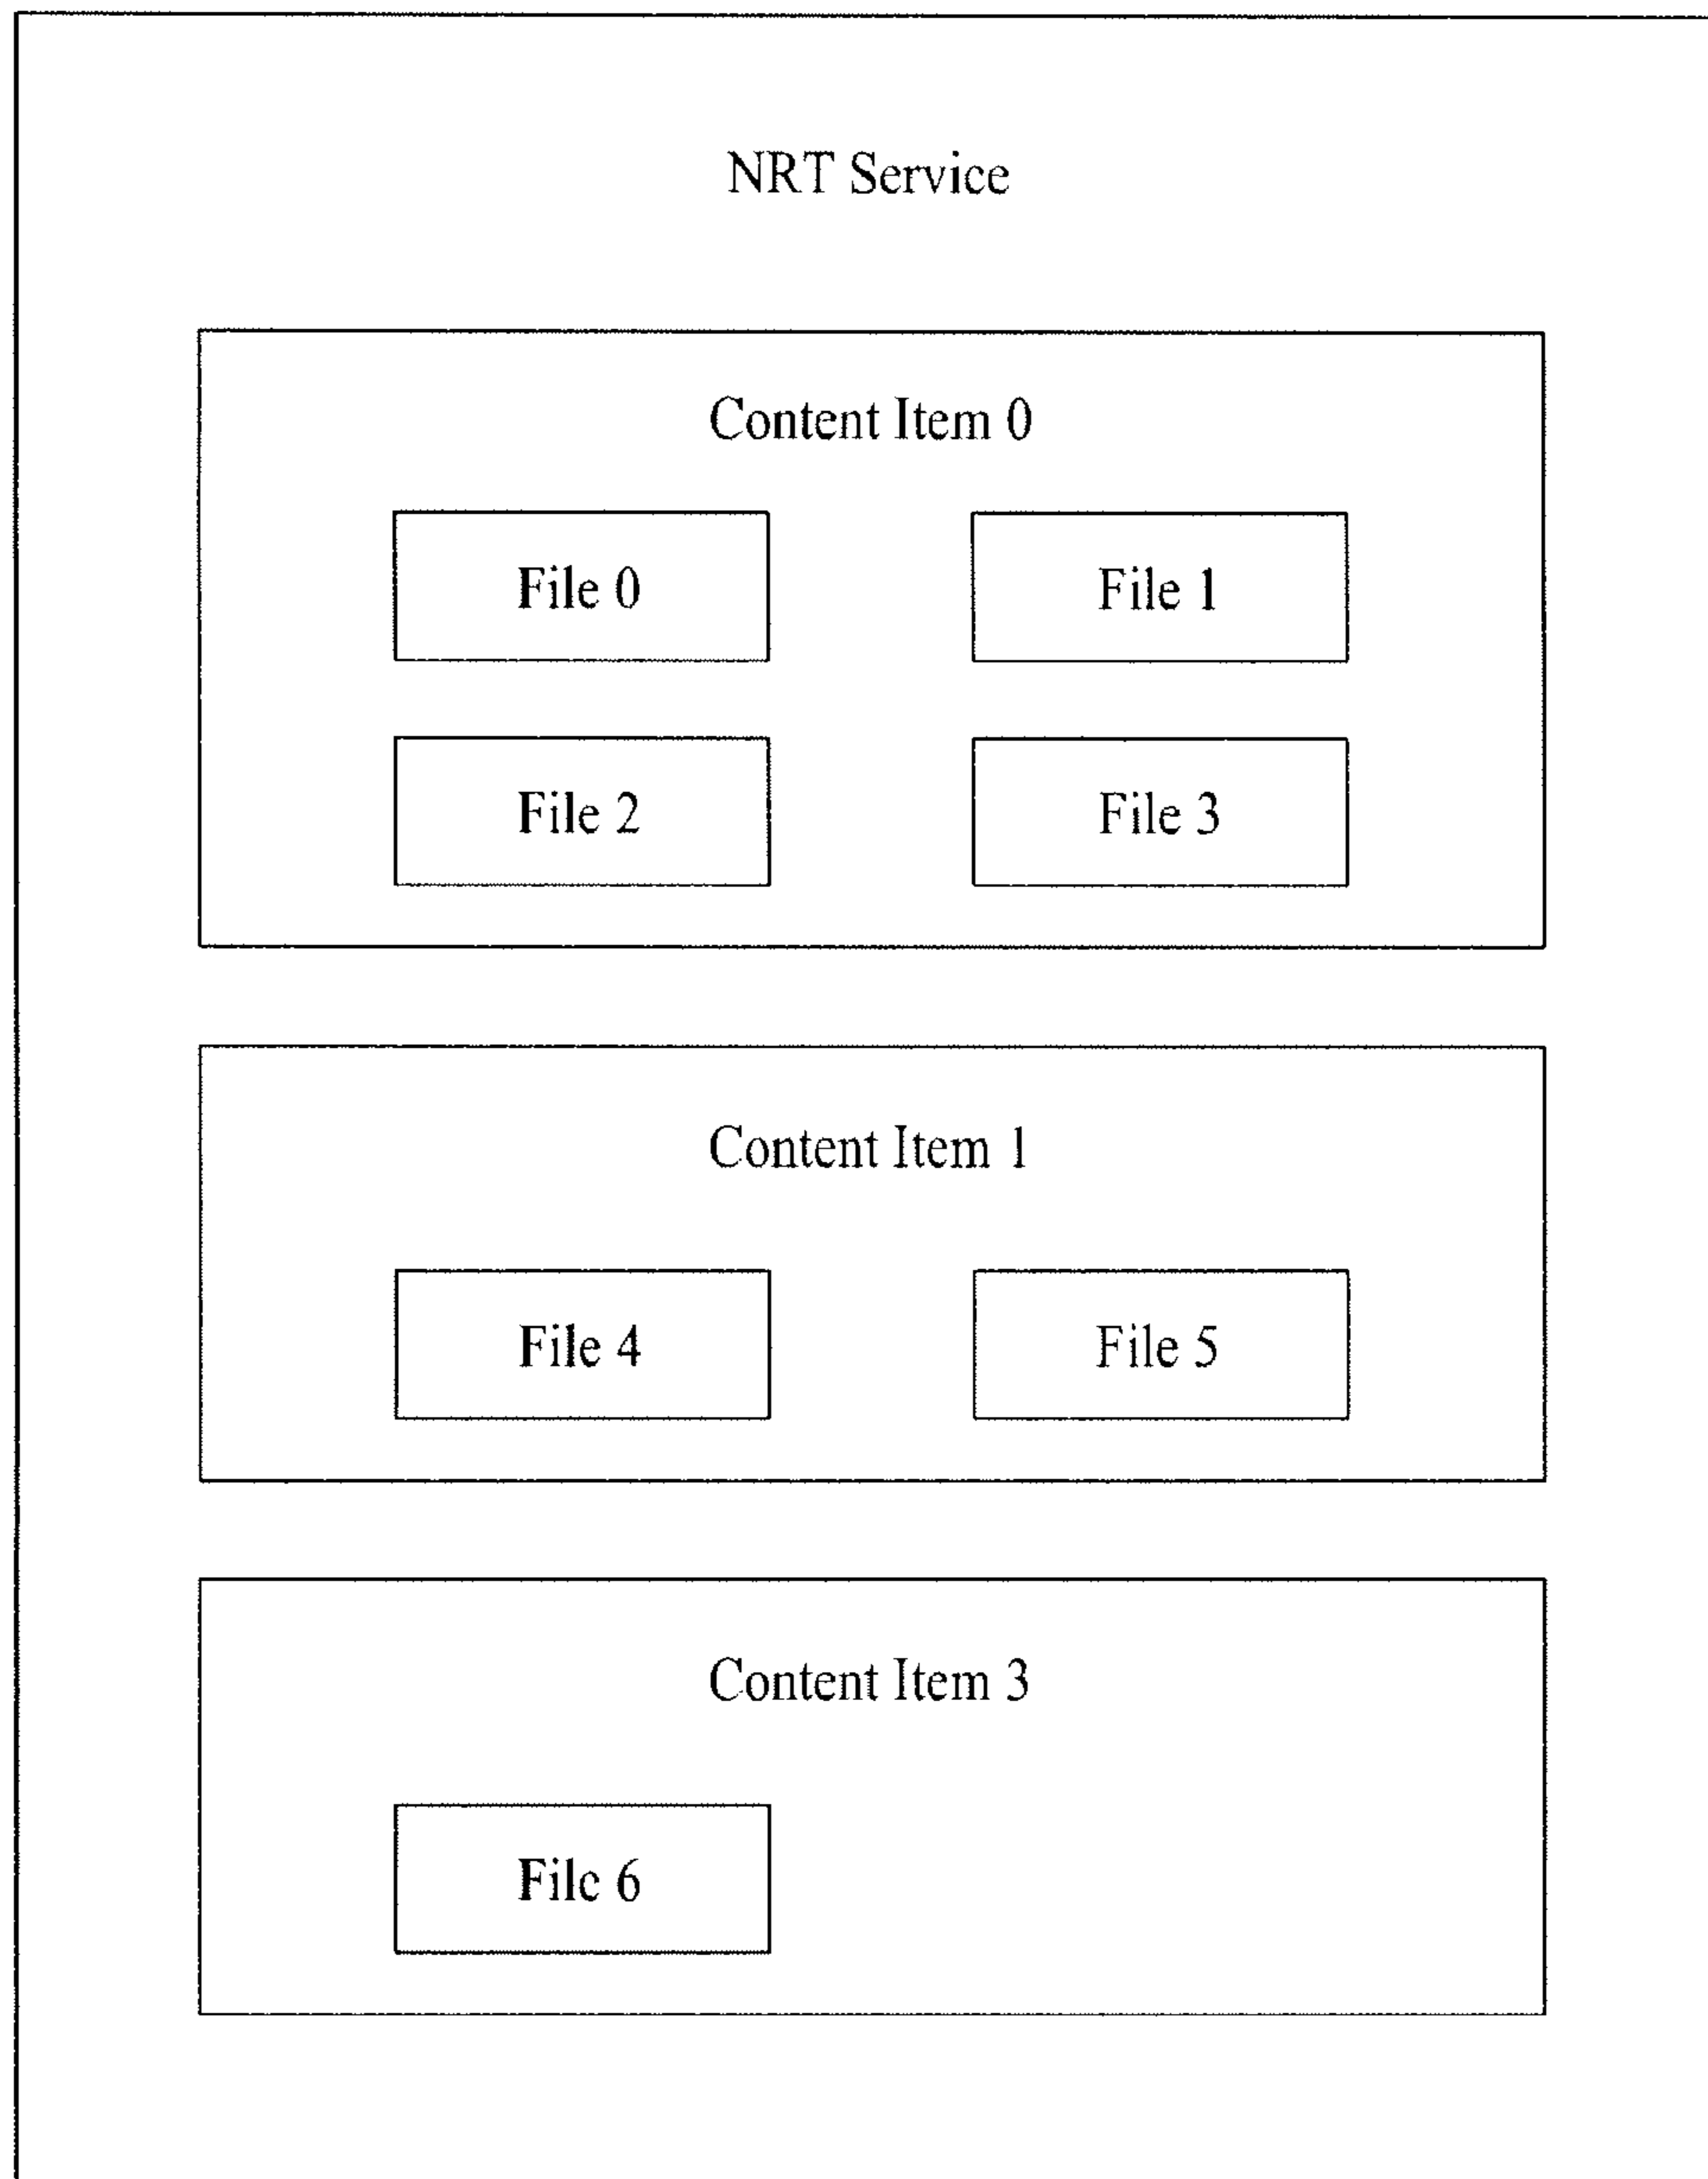 NRT Service
Content Item 0
File 0
File 1
File 2
File 3
Content Item 1
File 4
File 5
Content Item 3
File 6